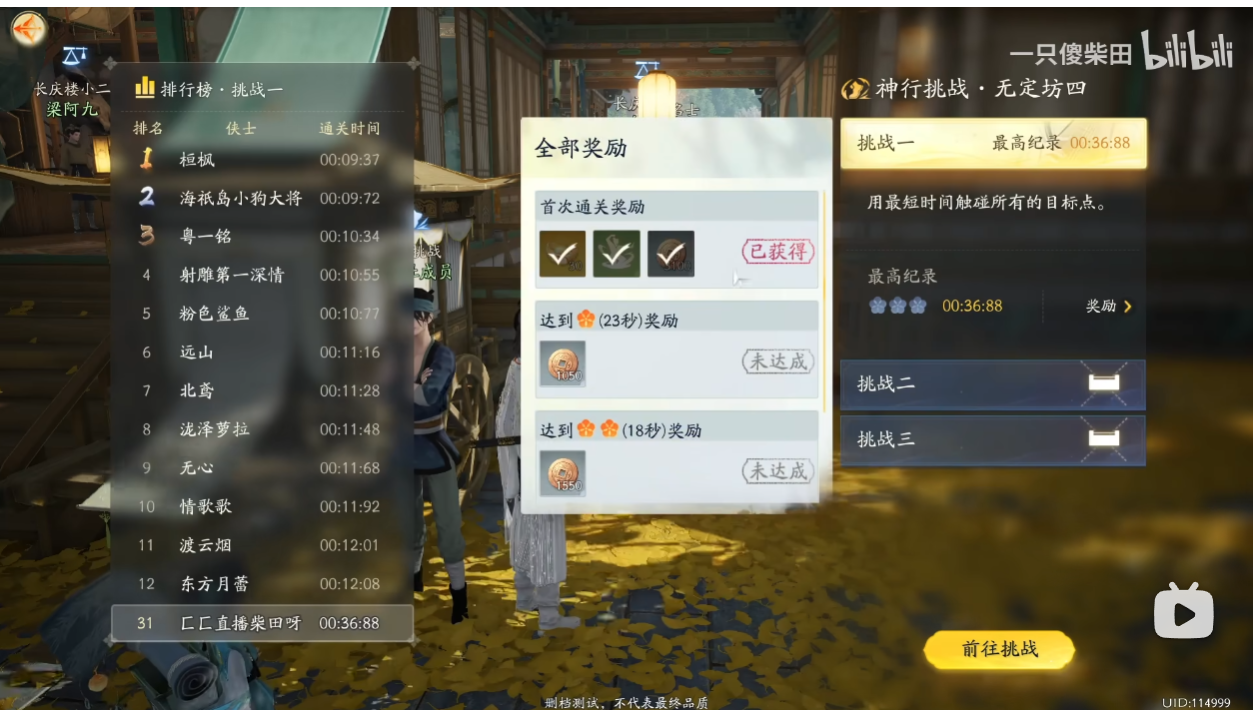 一只傻柴田 bilibili
长庆楼小二
梁阿九
排行榜·挑战一
排名 侠士 通关时间
1 桓枫 00:09:37
2 海祇岛小狗大将 00:09:72
3 粤一铭 00:10:34
4 射雕第一深情 00:10:55
5 粉色鲨鱼 00:10:77
6 远山 00:11:16
7 北鸢 00:11:28
8 泷泽萝拉 00:11:48
9 无心 00:11:68
10 情歌歌 00:11:92
11 渡云烟 00:12:01
12 东方月蕾 00:12:08
31 匚匚直播柴田呀 00:36:88
挑战
成员
全部奖励
首次通关奖励
已获得
达到(23秒)奖励
1050
未达成
达到(18秒)奖励
1550
未达成
神行挑战·无定坊四
挑战一 最高纪录 00:36:88
用最短时间触碰所有的目标点。
最高纪录
00:36:88 奖励
挑战二
挑战三
前往挑战
删档测试，不代表最终品质
UID:114999